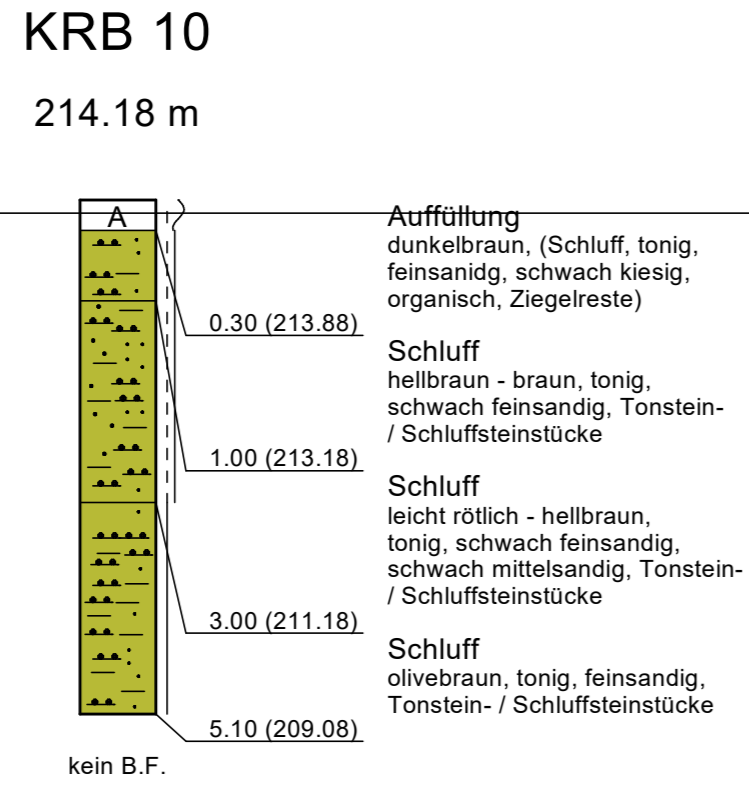 KRB 10
214.18 m
A
Auffüllung
dunkelbraun, (Schluff, tonig,
feinsanidg, schwach kiesig,
organisch, Ziegelreste)
0.30 (213.88)
Schluff
hellbraun - braun, tonig,
schwach feinsandig, Tonstein-
/ Schluffsteinstücke
1.00 (213.18)
Schluff
leicht rötlich - hellbraun,
tonig, schwach feinsandig,
schwach mittelsandig, Tonstein-
/ Schluffsteinstücke
3.00 (211.18)
Schluff
olivebraun, tonig, feinsandig,
Tonstein- / Schluffsteinstücke
5.10 (209.08)
kein B.F.